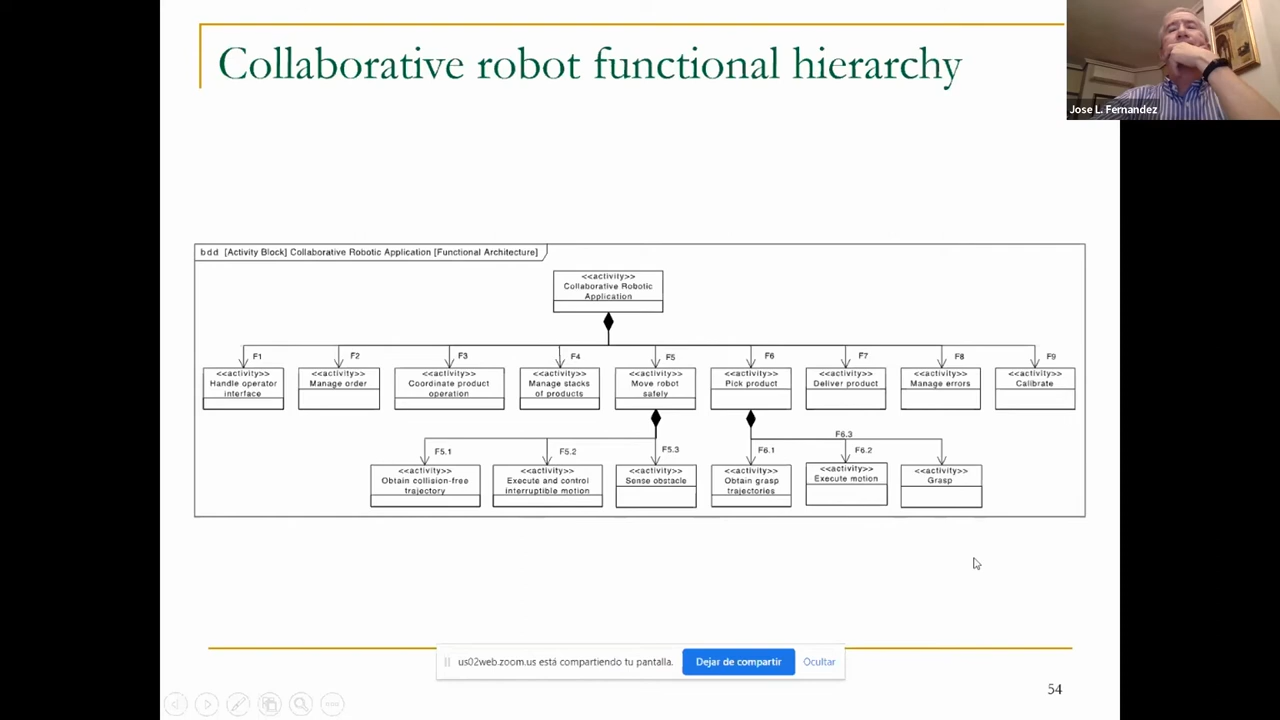 Collaborative robot functional hierarchy
Jose L. Fernandez
bdd [Activity Block] Collaborative Robotic Application [Functional Architecture]
<<activity>>
Collaborative Robotic
Application
F1
F2
F3
F4
F5
F6
F7
F8
F9
<<activity>>
Handle operator
interface
<<activity>>
Manage order
<<activity>>
Coordinate product
operation
<<activity>>
Manage stacks
of products
<<activity>>
Move robot
safely
<<activity>>
Pick product
<<activity>>
Deliver product
<<activity>>
Manage errors
<<activity>>
Calibrate
F5.1
F5.2
F5.3
F6.1
F6.2
F6.3
<<activity>>
Obtain collision-free
trajectory
<<activity>>
Execute and control
interruptible motion
<<activity>>
Sense obstacle
<<activity>>
Obtain grasp
trajectories
<<activity>>
Execute motion
<<activity>>
Grasp
us02web.zoom.us está compartiendo tu pantalla.
Dejar de compartir
Ocultar
54